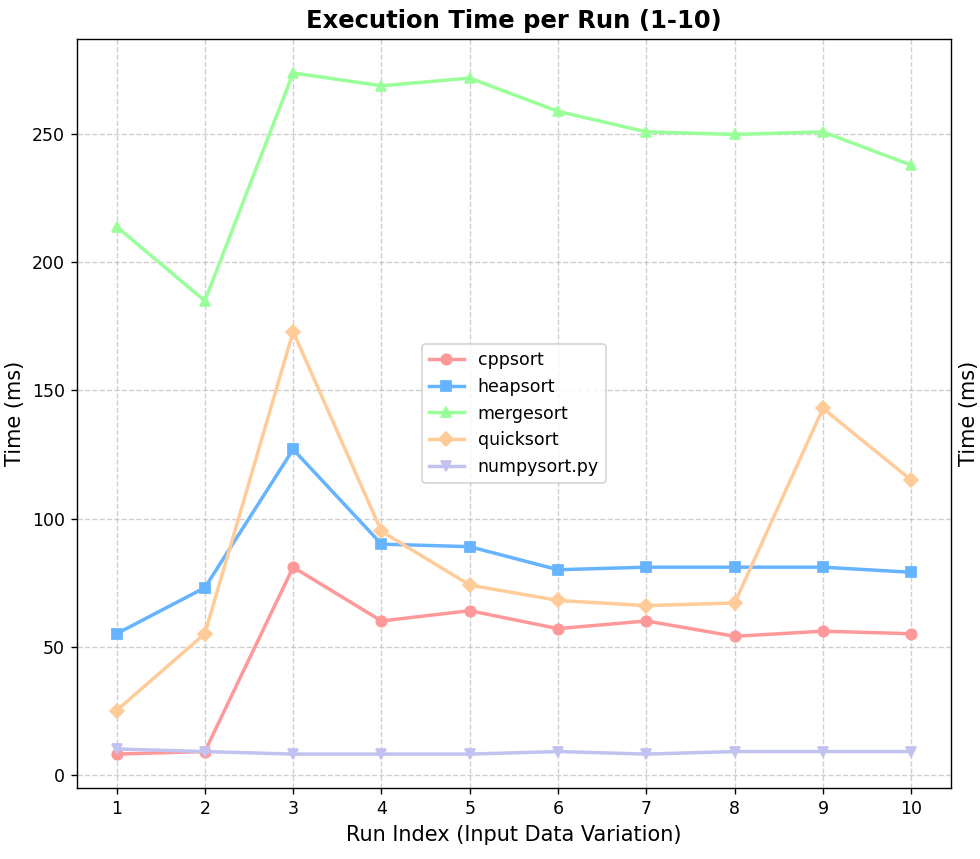 Execution Time per Run (1-10)
Time (ms)
250
200
150
100
50
0
cppsort
heapsort
mergesort
quicksort
numpysort.py
Time (ms)
1 2 3 4 5 6 7 8 9 10
Run Index (Input Data Variation)